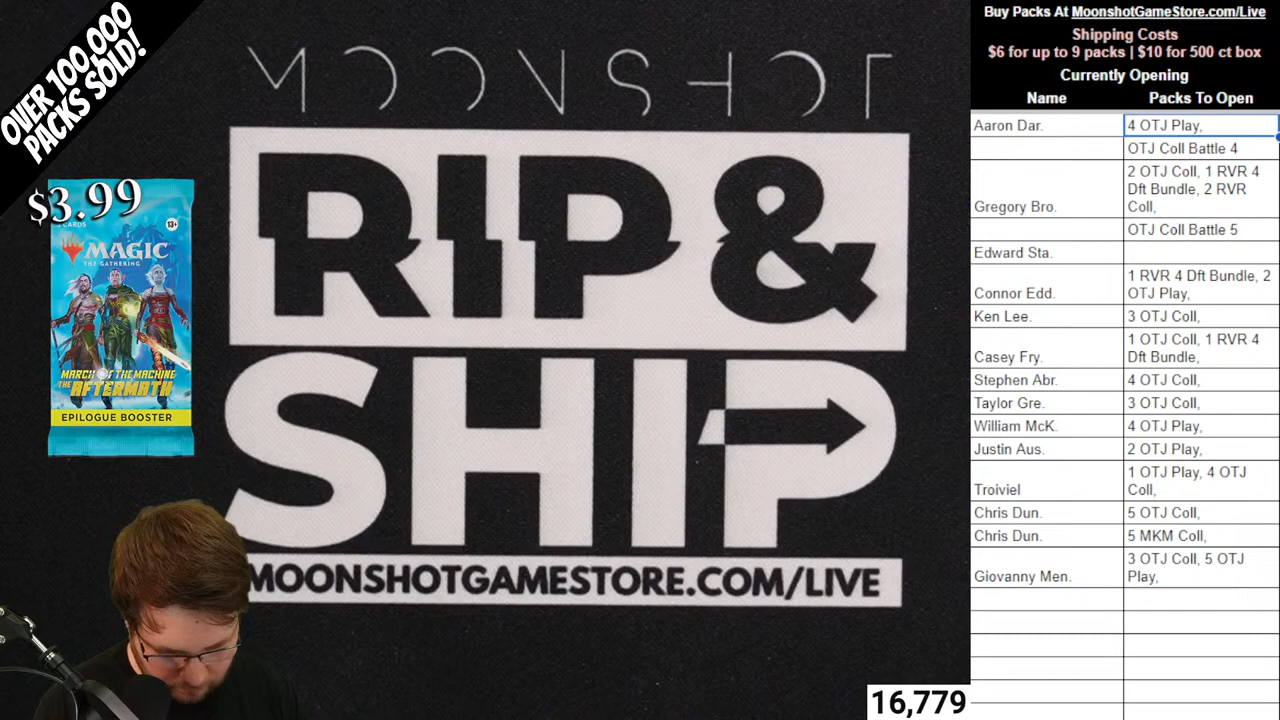 OVER 100,000
PACKS SOLD!
$3.99
CARDS
13+
MAGIC
THE GATHERING
MARCH OF THE MACHINE
THE AFTERMATH
EPILOGUE BOOSTER
MOONSHOT
RIP &
SHIP
MOONSHOTGAMESTORE.COM/LIVE
16,779
Buy Packs At MoonshotGameStore.com/Live
Shipping Costs
$6 for up to 9 packs | $10 for 500 ct box
Currently Opening
Name Packs To Open
Aaron Dar. 4 OTJ Play,
OTJ Coll Battle 4
2 OTJ Coll, 1 RVR 4
Dft Bundle, 2 RVR
Gregory Bro. Coll,
OTJ Coll Battle 5
Edward Sta.
1 RVR 4 Dft Bundle, 2
Connor Edd. OTJ Play,
Ken Lee. 3 OTJ Coll,
1 OTJ Coll, 1 RVR 4
Casey Fry. Dft Bundle,
Stephen Abr. 4 OTJ Coll,
Taylor Gre. 3 OTJ Coll,
William McK. 4 OTJ Play,
Justin Aus. 2 OTJ Play,
1 OTJ Play, 4 OTJ
Troiviel Coll,
Chris Dun. 5 OTJ Coll,
Chris Dun. 5 MKM Coll,
3 OTJ Coll, 5 OTJ
Giovanny Men. Play,